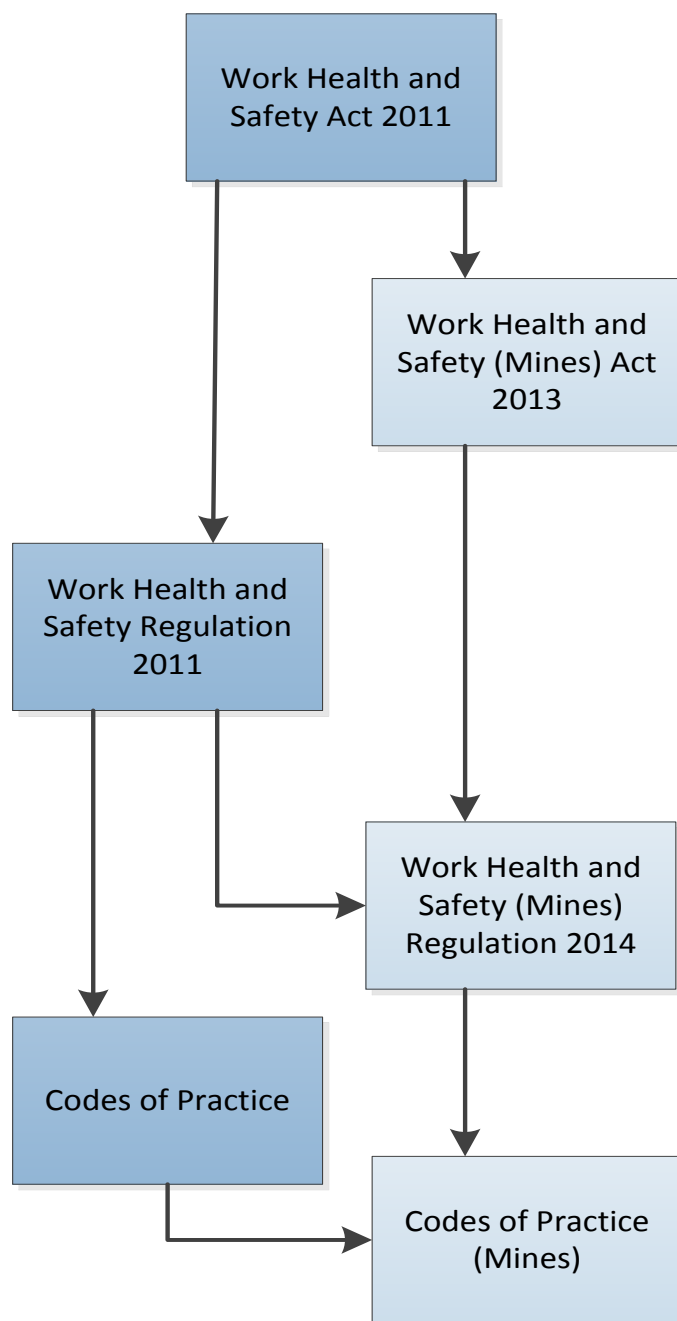 Work Health and
Safety Act 2011
Work Health and
Safety (Mines) Act
2013
Work Health and
Safety Regulation
2011
Work Health and
Safety (Mines)
Regulation 2014
Codes of Practice
Codes of Practice
(Mines)